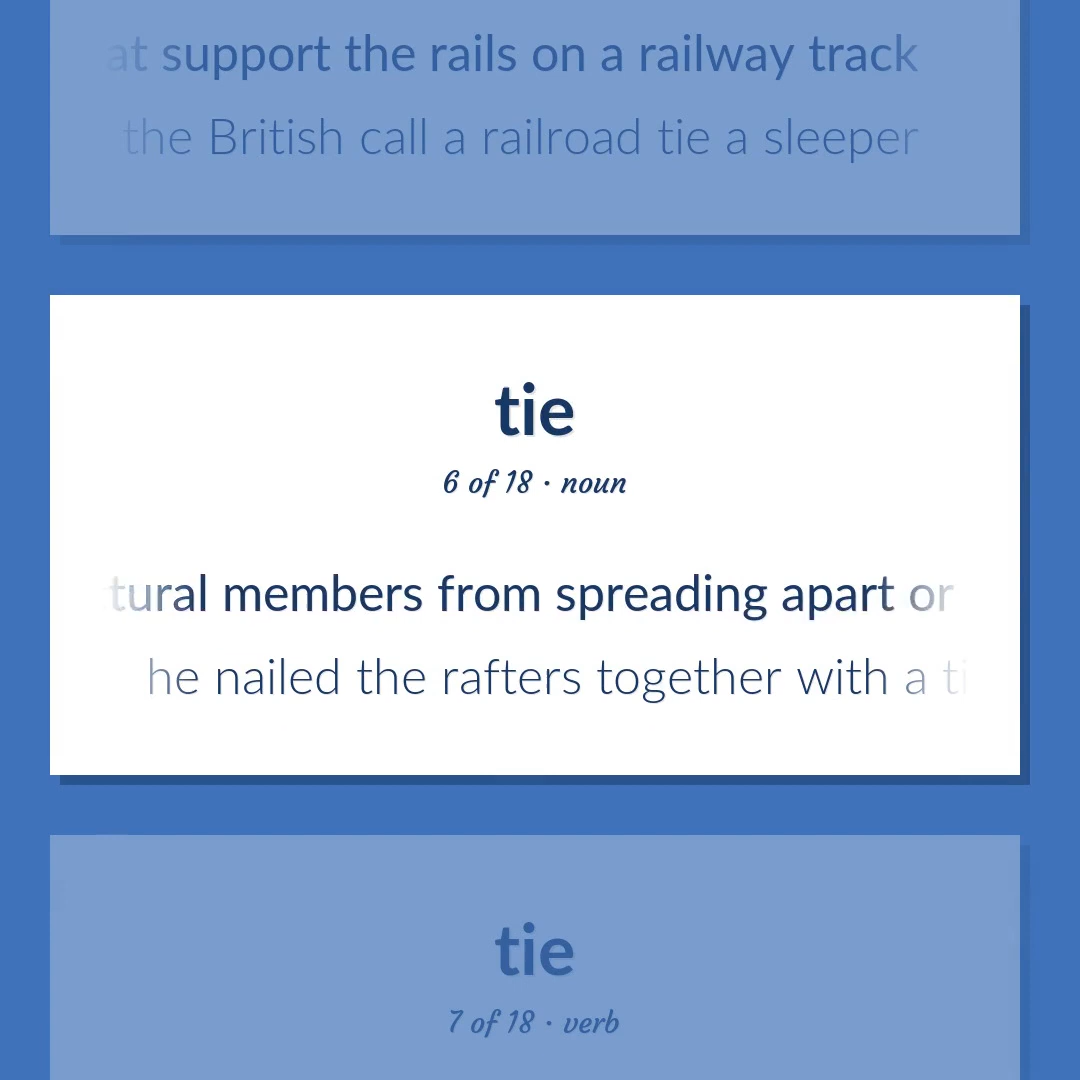 at support the rails on a railway track
the British call a railroad tie a sleeper
tie
6 of 18 · noun
tural members from spreading apart or
he nailed the rafters together with a ti
tie
7 of 18 · verb